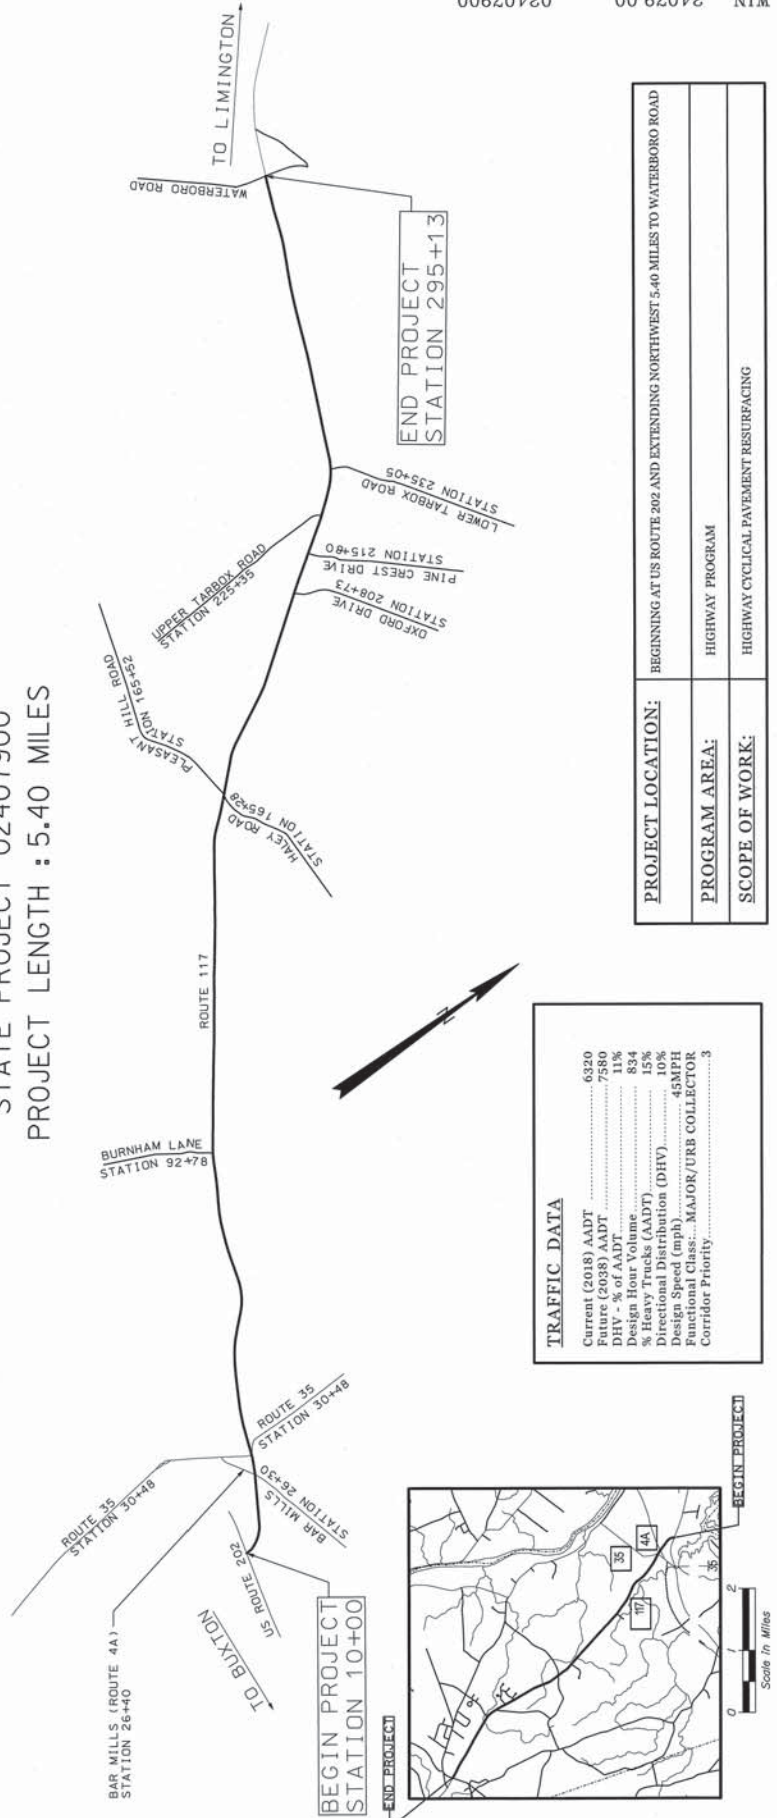 STATE PROJECT 02407900
PROJECT LENGTH : 5.40 MILES
WIN
24079.00
02407900
BAR MILLS (ROUTE 4A)
STATION 26+40
ROUTE 35
STATION 30+48
US ROUTE 202
TO BUXTON
BEGIN PROJECT
STATION 10+00
BAR MILLS
STATION 26+30
ROUTE 35
STATION 30+48
BURNHAM LANE
STATION 92+78
ROUTE 117
HALEY ROAD
STATION 165+28
PLEASANT HILL ROAD
STATION 165+52
OXFORD DRIVE
STATION 208+73
PINE CREST DRIVE
STATION 215+80
UPPER TARBOX ROAD
STATION 225+35
LOWER TARBOX ROAD
STATION 235+05
WATERBORO ROAD
TO LIMINGTON
END PROJECT
STATION 295+13
N
END PROJECT
35
4A
117
35
BEGIN PROJECT
0 1 2
Scale in Miles
TRAFFIC DATA
Current (2018) AADT 6320
Future (2038) AADT 7580
DHV - % of AADT 11%
Design Hour Volume 834
% Heavy Trucks (AADT) 15%
Directional Distribution (DHV) 10%
Design Speed (mph) 45MPH
Functional Class: MAJOR/URB COLLECTOR
Corridor Priority 3
PROJECT LOCATION: BEGINNING AT US ROUTE 202 AND EXTENDING NORTHWEST 5.40 MILES TO WATERBORO ROAD
PROGRAM AREA: HIGHWAY PROGRAM
SCOPE OF WORK: HIGHWAY CYCLICAL PAVEMENT RESURFACING